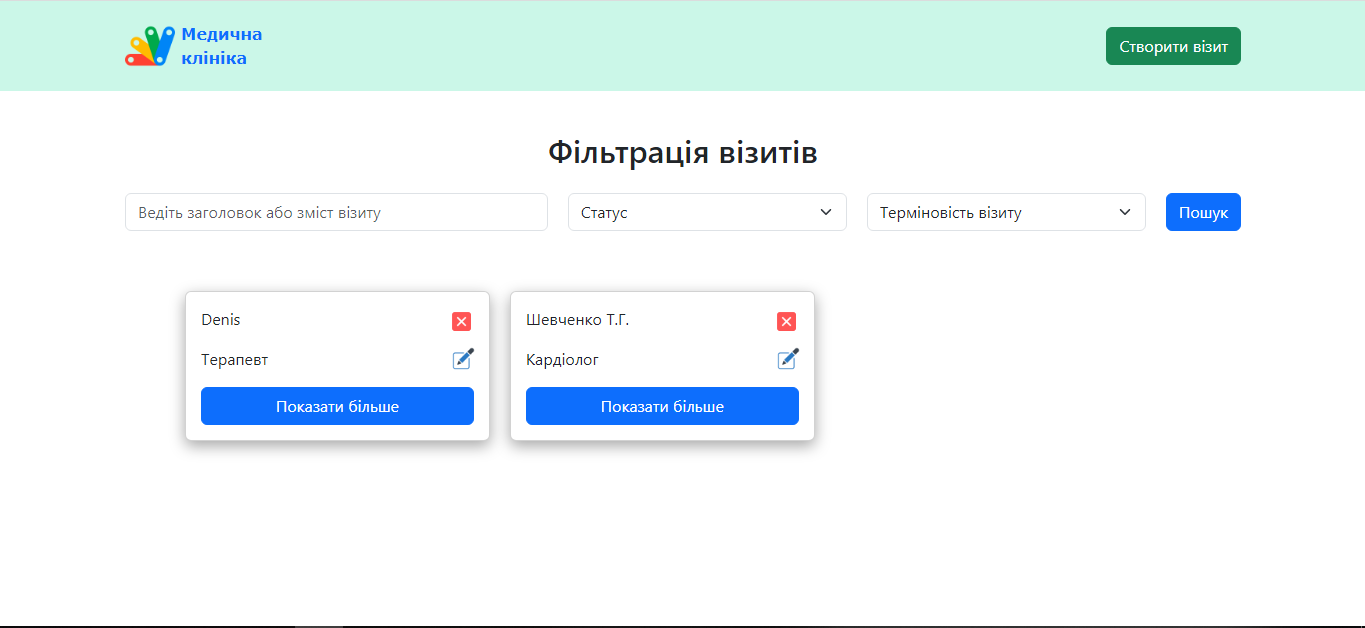 Медична
клініка
Створити візит
Фільтрація візитів
Ведіть заголовок або зміст візиту
Статус
Терміновість візиту
Пошук
Denis
Терапевт
Показати більше
Шевченко Т.Г.
Кардіолог
Показати більше